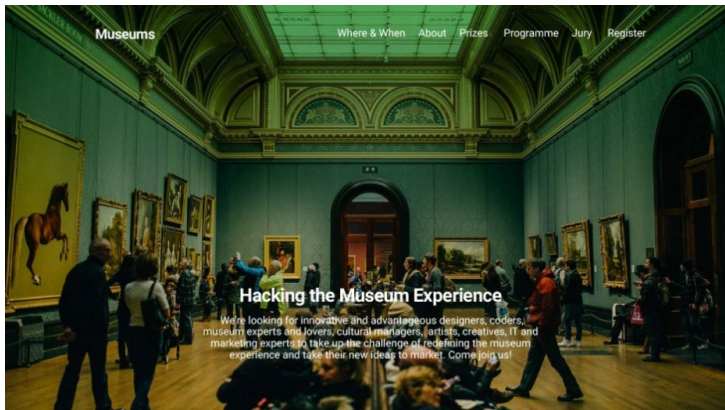 Museums
Where & When About Prizes Programme Jury Register
Hacking the Museum Experience
We're looking for innovative and advantageous designers, coders,
museum experts and lovers, cultural managers, artists, creatives, IT and
marketing experts to take up the challenge of redefining the museum
experience and take their new ideas to market. Come join us!